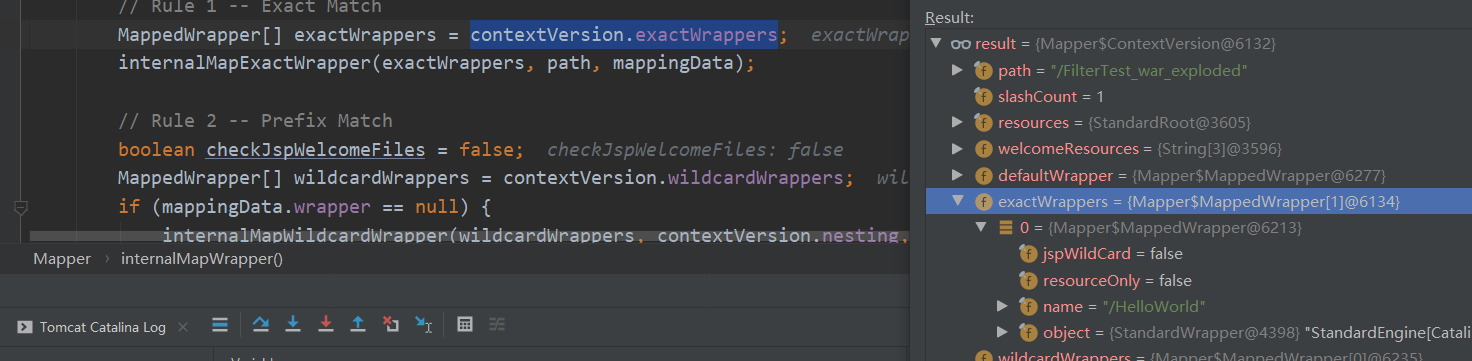 // Rule 1 -- Exact Match
MappedWrapper[] exactWrappers = contextVersion.exactWrappers; exactWrap
internalMapExactWrapper(exactWrappers, path, mappingData);
// Rule 2 -- Prefix Match
boolean checkJspWelcomeFiles = false; checkJspWelcomeFiles: false
MappedWrapper[] wildcardWrappers = contextVersion.wildcardWrappers; wil
if (mappingData.wrapper == null) {
internalMapWildcardWrapper(wildcardWrappers, contextVersion.nesting,
Mapper › internalMapWrapper()
Tomcat Catalina Log ×
Result:
result = {Mapper$ContextVersion@6132}
f path = "/FilterTest_war_exploded"
f slashCount = 1
f resources = {StandardRoot@3605}
f welcomeResources = {String[3]@3596}
f defaultWrapper = {Mapper$MappedWrapper@6277}
f exactWrappers = {Mapper$MappedWrapper[1]@6134}
0 = {Mapper$MappedWrapper@6213}
f jspWildCard = false
f resourceOnly = false
f name = "/HelloWorld"
f object = {StandardWrapper@4398} "StandardEngine[Catali
f wildcardWrappers = {Mapper$MappedWrapper[0]@6235}